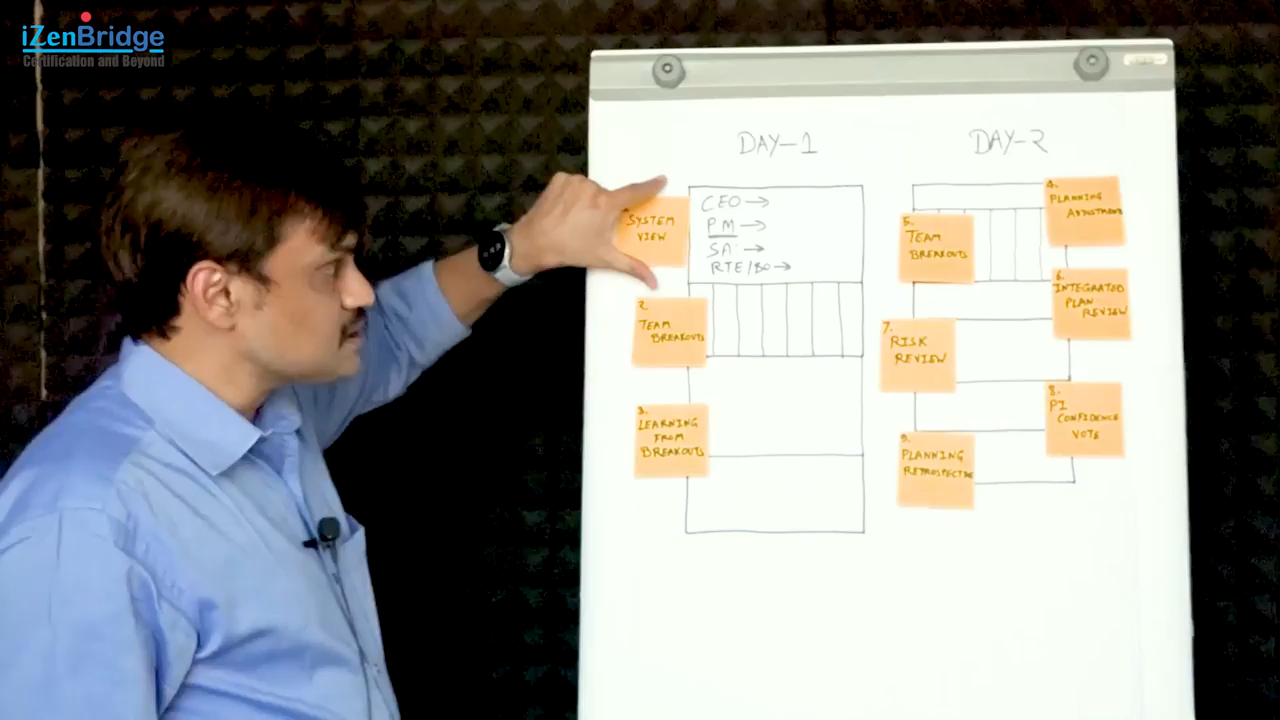 iZenBridge
Certification and Beyond
DAY-1
SYSTEM
VIEW
CEO →
PM →
SA: →
RTE/BO →
2.
TEAM
BREAKOUTS
3.
LEARNING
FROM
BREAKOUTS
DAY-2
4.
PLANNING
ADJUSTMENT
5.
TEAM
BREAKOUT
6.
INTEGRATED
PLAN
REVIEW
7.
RISK
REVIEW
8.
PI
CONFIDENCE
VOTE
9.
PLANNING
RETROSPECTIVE